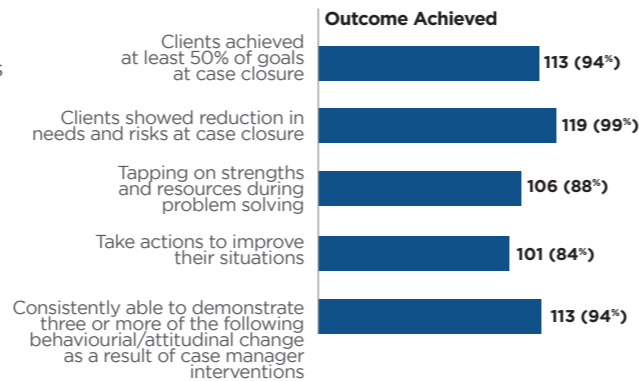 Outcome Achieved
Clients achieved
at least 50% of goals
at case closure
113 (94%)
Clients showed reduction in
needs and risks at case closure
119 (99%)
Tapping on strengths
and resources during
problem solving
106 (88%)
Take actions to improve
their situations
101 (84%)
Consistently able to demonstrate
three or more of the following
behaviourial/attitudinal change
as a result of case manager
interventions
113 (94%)